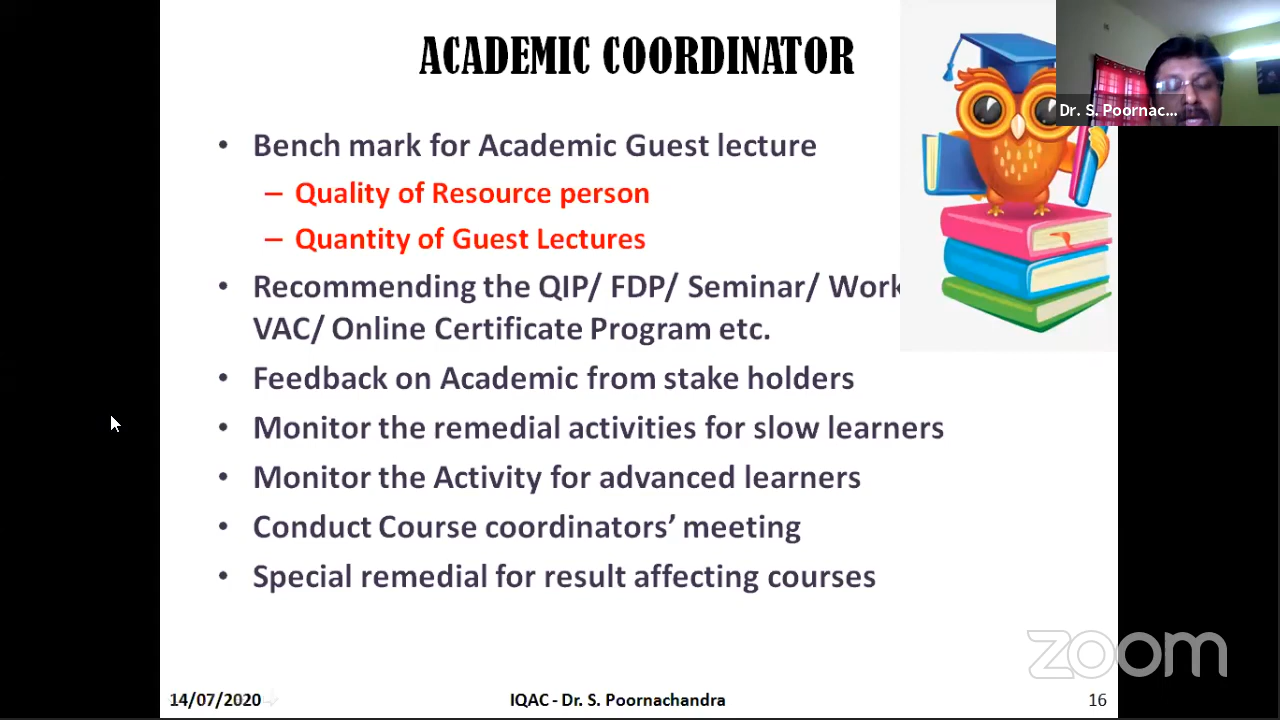 ACADEMIC COORDINATOR
Dr. S. Poornac...
• Bench mark for Academic Guest lecture
– Quality of Resource person
– Quantity of Guest Lectures
• Recommending the QIP/ FDP/ Seminar/ Work
VAC/ Online Certificate Program etc.
• Feedback on Academic from stake holders
• Monitor the remedial activities for slow learners
• Monitor the Activity for advanced learners
• Conduct Course coordinators’ meeting
• Special remedial for result affecting courses
zoom
14/07/2020
IQAC - Dr. S. Poornachandra
16